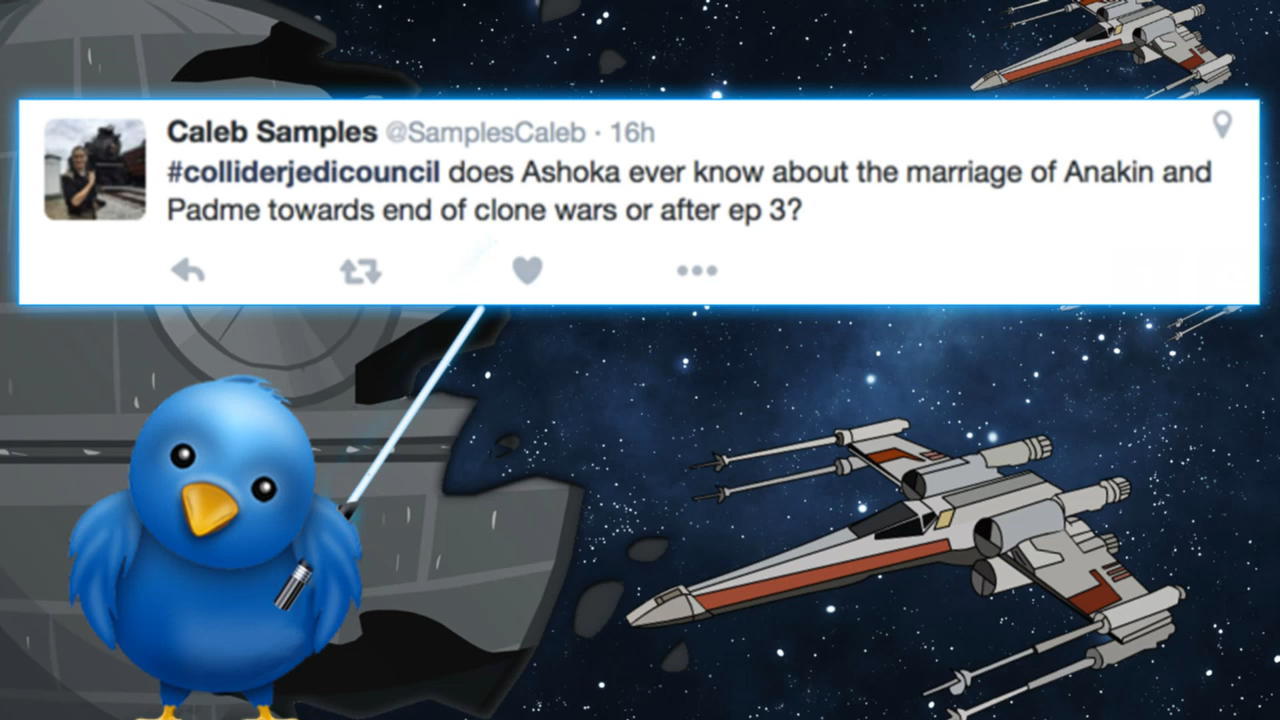 Caleb Samples @SamplesCaleb · 16h
#colliderjedicouncil does Ashoka ever know about the marriage of Anakin and
Padme towards end of clone wars or after ep 3?